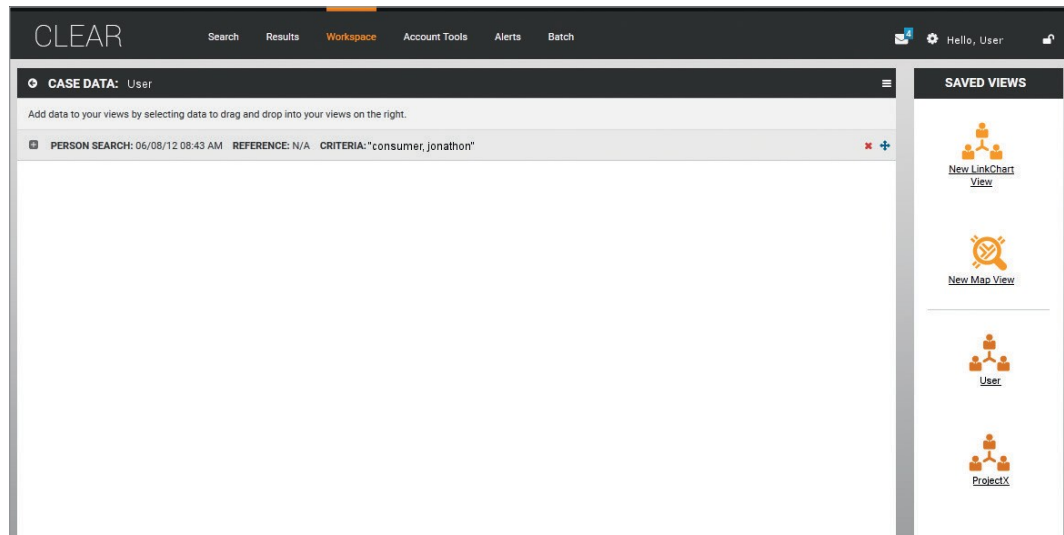 CLEAR Search Results Workspace Account Tools Alerts Batch 4 Hello, User
CASE DATA: User
SAVED VIEWS
Add data to your views by selecting data to drag and drop into your views on the right.
PERSON SEARCH: 06/08/12 08:43 AM REFERENCE: N/A CRITERIA:"consumer, jonathon"
New LinkChart
View
New Map View
User
ProjectX